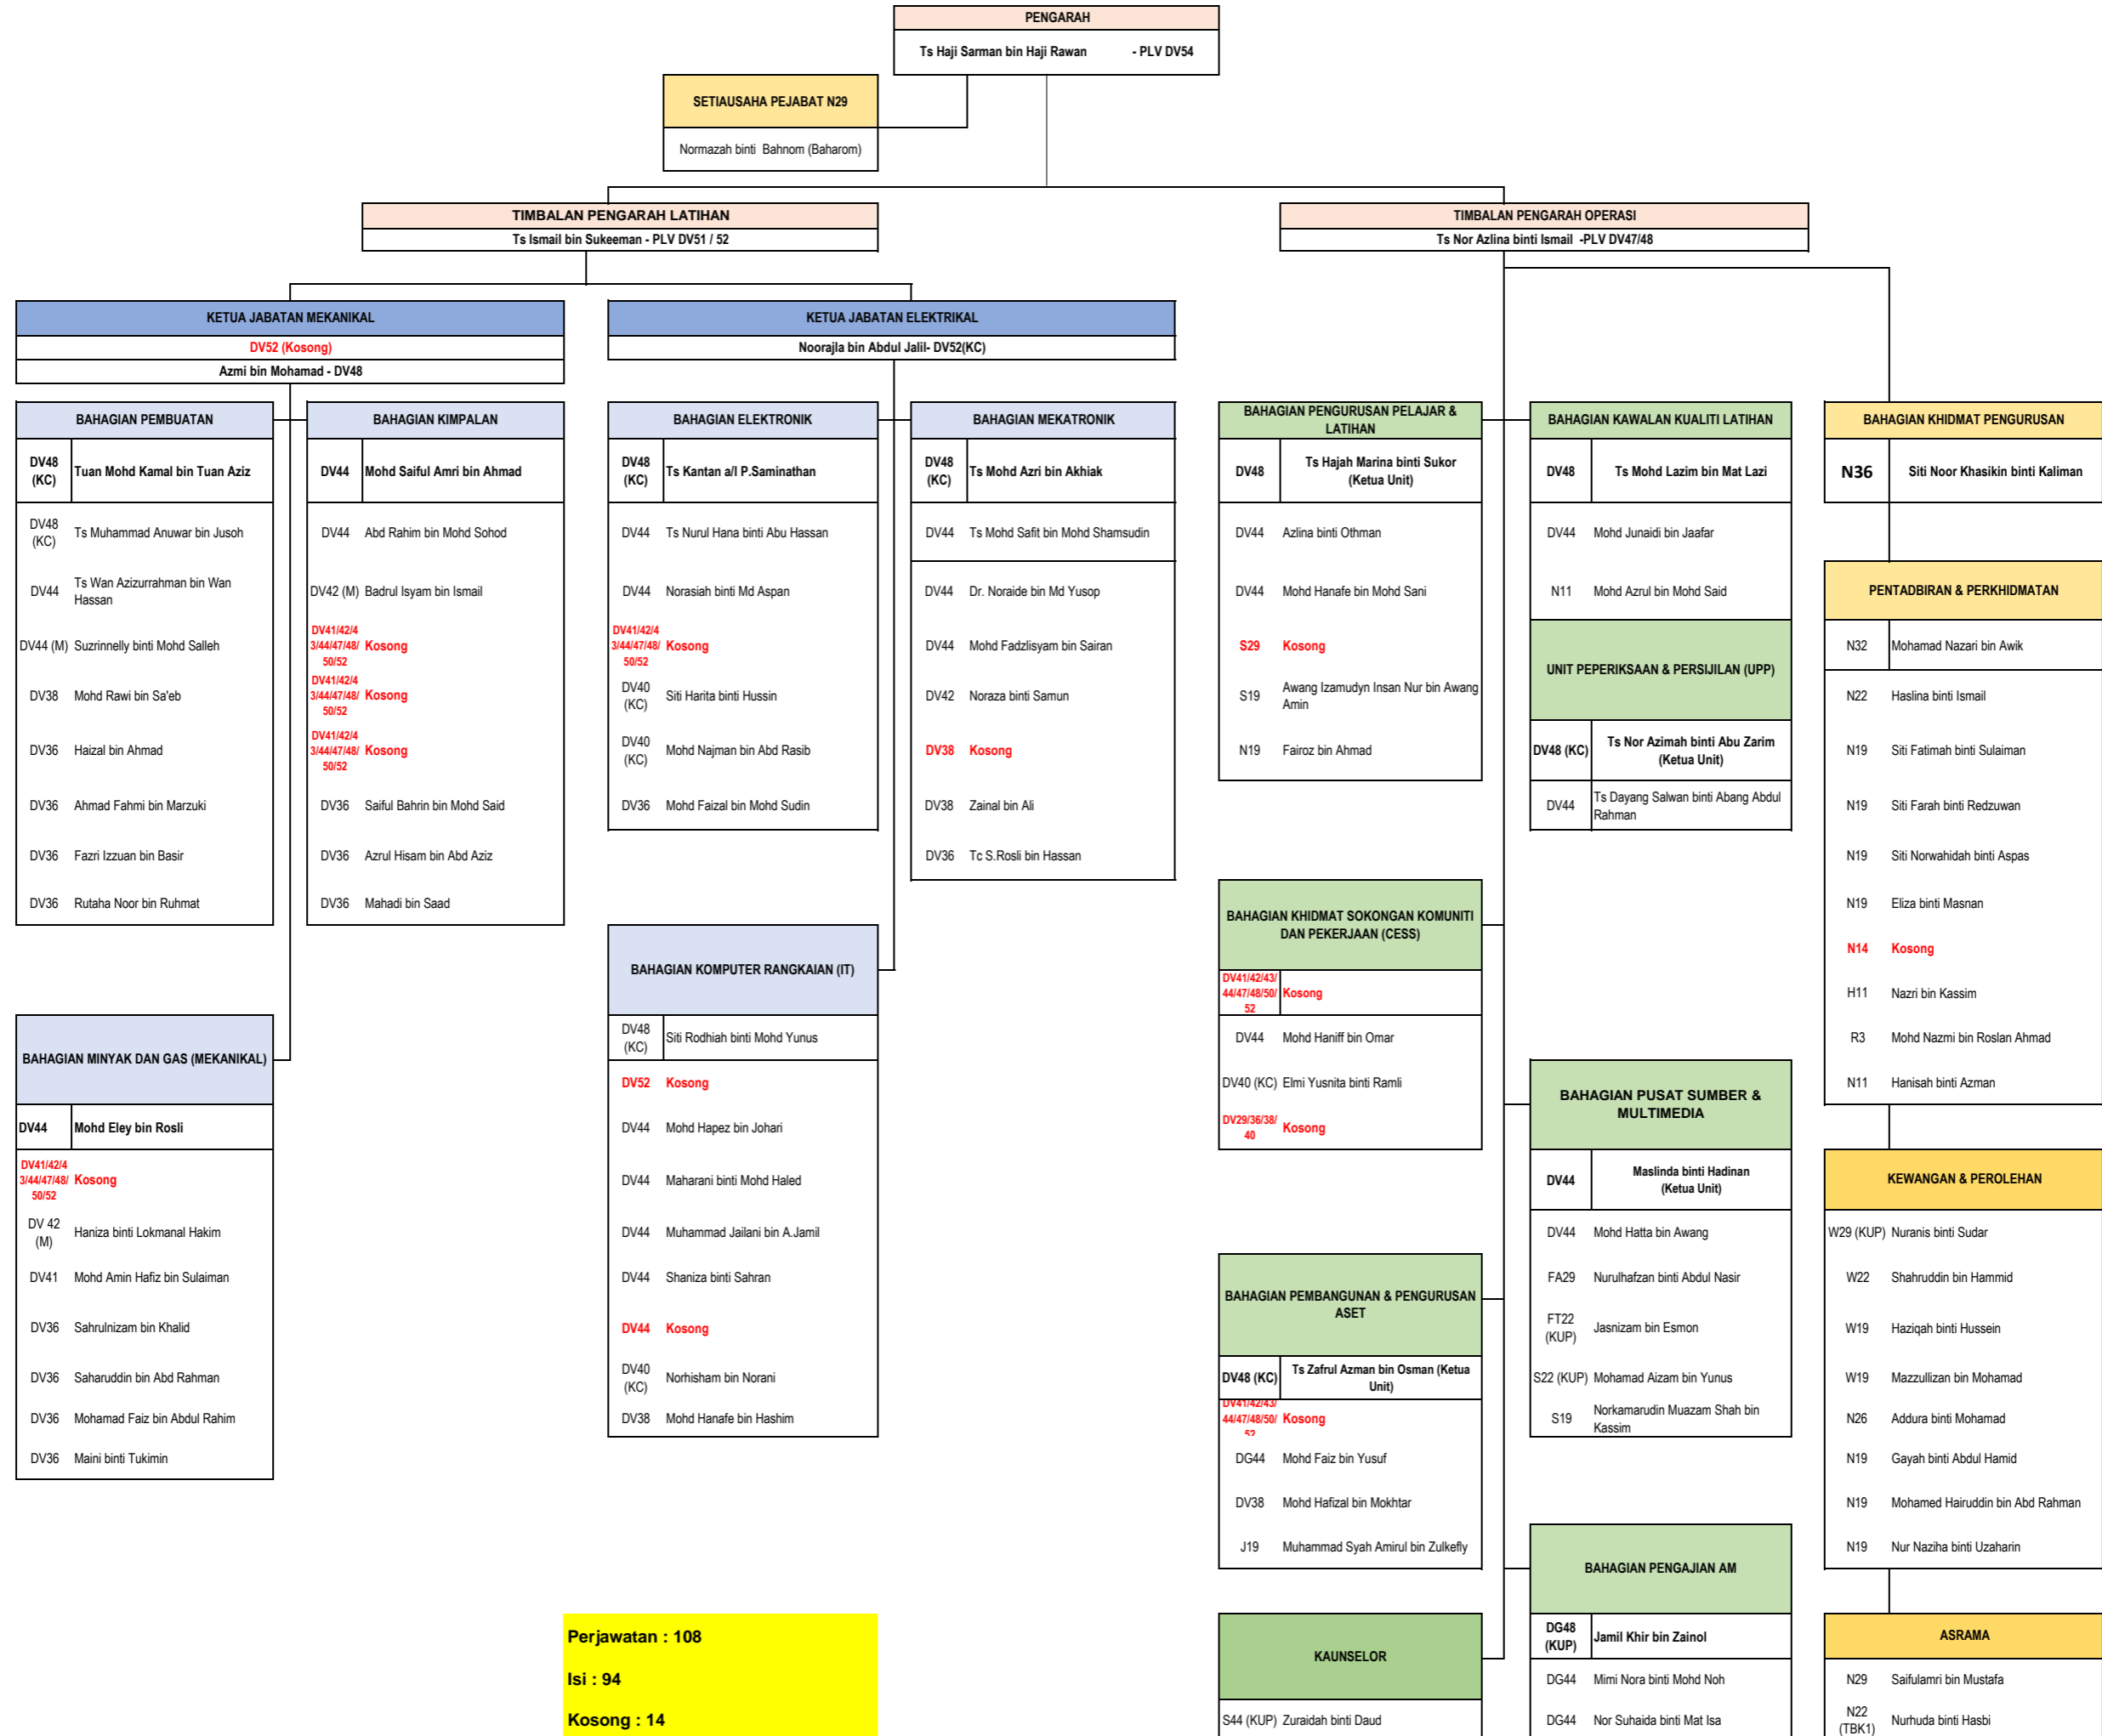 PENGARAH
Ts Haji Sarman bin Haji Rawan - PLV DV54
SETIAUSAHA PEJABAT N29
Normazah binti Bahnom (Baharom)
TIMBALAN PENGARAH LATIHAN
Ts Ismail bin Sukeeman - PLV DV51 / 52
TIMBALAN PENGARAH OPERASI
Ts Nor Azlina binti Ismail -PLV DV47/48
KETUA JABATAN MEKANIKAL
DV52 (Kosong)
Azmi bin Mohamad - DV48
KETUA JABATAN ELEKTRIKAL
Noorajla bin Abdul Jalil- DV52(KC)
BAHAGIAN PEMBUATAN
DV48 (KC) Tuan Mohd Kamal bin Tuan Aziz
DV48 (KC) Ts Muhammad Anuwar bin Jusoh
DV44 Ts Wan Azizurrahman bin Wan
Hassan
DV44 (M) Suzrinnelly binti Mohd Salleh
DV38 Mohd Rawi bin Sa'eb
DV36 Haizal bin Ahmad
DV36 Ahmad Fahmi bin Marzuki
DV36 Fazri Izzuan bin Basir
DV36 Rutaha Noor bin Ruhmat
BAHAGIAN KIMPALAN
DV44 Mohd Saiful Amri bin Ahmad
DV44 Abd Rahim bin Mohd Sohod
DV42 (M) Badrul Isyam bin Ismail
DV41/42/4
3/44/47/48/ Kosong
50/52
DV41/42/4
3/44/47/48/ Kosong
50/52
DV41/42/4
3/44/47/48/ Kosong
50/52
DV36 Saiful Bahrin bin Mohd Said
DV36 Azrul Hisam bin Abd Aziz
DV36 Mahadi bin Saad
BAHAGIAN MINYAK DAN GAS (MEKANIKAL)
DV44 Mohd Eley bin Rosli
DV41/42/4
3/44/47/48/ Kosong
50/52
DV 42 (M) Haniza binti Lokmanal Hakim
DV41 Mohd Amin Hafiz bin Sulaiman
DV36 Sahrulnizam bin Khalid
DV36 Saharuddin bin Abd Rahman
DV36 Mohamad Faiz bin Abdul Rahim
DV36 Maini binti Tukimin
BAHAGIAN ELEKTRONIK
DV48 (KC) Ts Kantan a/l P.Saminathan
DV44 Ts Nurul Hana binti Abu Hassan
DV44 Norasiah binti Md Aspan
DV41/42/4
3/44/47/48/ Kosong
50/52
DV40 (KC) Siti Harita binti Hussin
DV40 (KC) Mohd Najman bin Abd Rasib
DV36 Mohd Faizal bin Mohd Sudin
BAHAGIAN MEKATRONIK
DV48 (KC) Ts Mohd Azri bin Akhiak
DV44 Ts Mohd Safit bin Mohd Shamsudin
DV44 Dr. Noraide bin Md Yusop
DV44 Mohd Fadzlisyam bin Sairan
DV42 Noraza binti Samun
DV38 Kosong
DV38 Zainal bin Ali
DV36 Tc S.Rosli bin Hassan
BAHAGIAN KOMPUTER RANGKAIAN (IT)
DV48 (KC) Siti Rodhiah binti Mohd Yunus
DV52 Kosong
DV44 Mohd Hapez bin Johari
DV44 Maharani binti Mohd Haled
DV44 Muhammad Jailani bin A.Jamil
DV44 Shaniza binti Sahran
DV44 Kosong
DV40 (KC) Norhisham bin Norani
DV38 Mohd Hanafe bin Hashim
Perjawatan : 108
Isi : 94
Kosong : 14
BAHAGIAN PENGURUSAN PELAJAR &
LATIHAN
DV48 Ts Hajah Marina binti Sukor
(Ketua Unit)
DV44 Azlina binti Othman
DV44 Mohd Hanafe bin Mohd Sani
S29 Kosong
S19 Awang Izamudyn Insan Nur bin Awang
Amin
N19 Fairoz bin Ahmad
BAHAGIAN KHIDMAT SOKONGAN KOMUNITI
DAN PEKERJAAN (CESS)
DV41/42/43/
44/47/48/50/ Kosong
52
DV44 Mohd Haniff bin Omar
DV40 (KC) Elmi Yusnita binti Ramli
DV29/36/38/
40 Kosong
BAHAGIAN PEMBANGUNAN & PENGURUSAN
ASET
DV48 (KC) Ts Zafrul Azman bin Osman (Ketua
Unit)
DV41/42/43/
44/47/48/50/ Kosong
52
DG44 Mohd Faiz bin Yusuf
DV38 Mohd Hafizal bin Mokhtar
J19 Muhammad Syah Amirul bin Zulkefly
KAUNSELOR
S44 (KUP) Zuraidah binti Daud
BAHAGIAN KAWALAN KUALITI LATIHAN
DV48 Ts Mohd Lazim bin Mat Lazi
DV44 Mohd Junaidi bin Jaafar
N11 Mohd Azrul bin Mohd Said
UNIT PEPERIKSAAN & PERSIJILAN (UPP)
DV48 (KC) Ts Nor Azimah binti Abu Zarim
(Ketua Unit)
DV44 Ts Dayang Salwan binti Abang Abdul
Rahman
BAHAGIAN PUSAT SUMBER &
MULTIMEDIA
DV44 Maslinda binti Hadinan
(Ketua Unit)
DV44 Mohd Hatta bin Awang
FA29 Nurulhafzan binti Abdul Nasir
FT22 (KUP) Jasnizam bin Esmon
S22 (KUP) Mohamad Aizam bin Yunus
S19 Norkamarudin Muazam Shah bin
Kassim
BAHAGIAN PENGAJIAN AM
DG48 (KUP) Jamil Khir bin Zainol
DG44 Mimi Nora binti Mohd Noh
DG44 Nor Suhaida binti Mat Isa
BAHAGIAN KHIDMAT PENGURUSAN
N36 Siti Noor Khasikin binti Kaliman
PENTADBIRAN & PERKHIDMATAN
N32 Mohamad Nazari bin Awik
N22 Haslina binti Ismail
N19 Siti Fatimah binti Sulaiman
N19 Siti Farah binti Redzuwan
N19 Siti Norwahidah binti Aspas
N19 Eliza binti Masnan
N14 Kosong
H11 Nazri bin Kassim
R3 Mohd Nazmi bin Roslan Ahmad
N11 Hanisah binti Azman
KEWANGAN & PEROLEHAN
W29 (KUP) Nuranis binti Sudar
W22 Shahruddin bin Hammid
W19 Haziqah binti Hussein
W19 Mazzullizan bin Mohamad
N26 Addura binti Mohamad
N19 Gayah binti Abdul Hamid
N19 Mohamed Hairuddin bin Abd Rahman
N19 Nur Naziha binti Uzaharin
ASRAMA
N29 Saifulamri bin Mustafa
N22 (TBK1) Nurhuda binti Hasbi